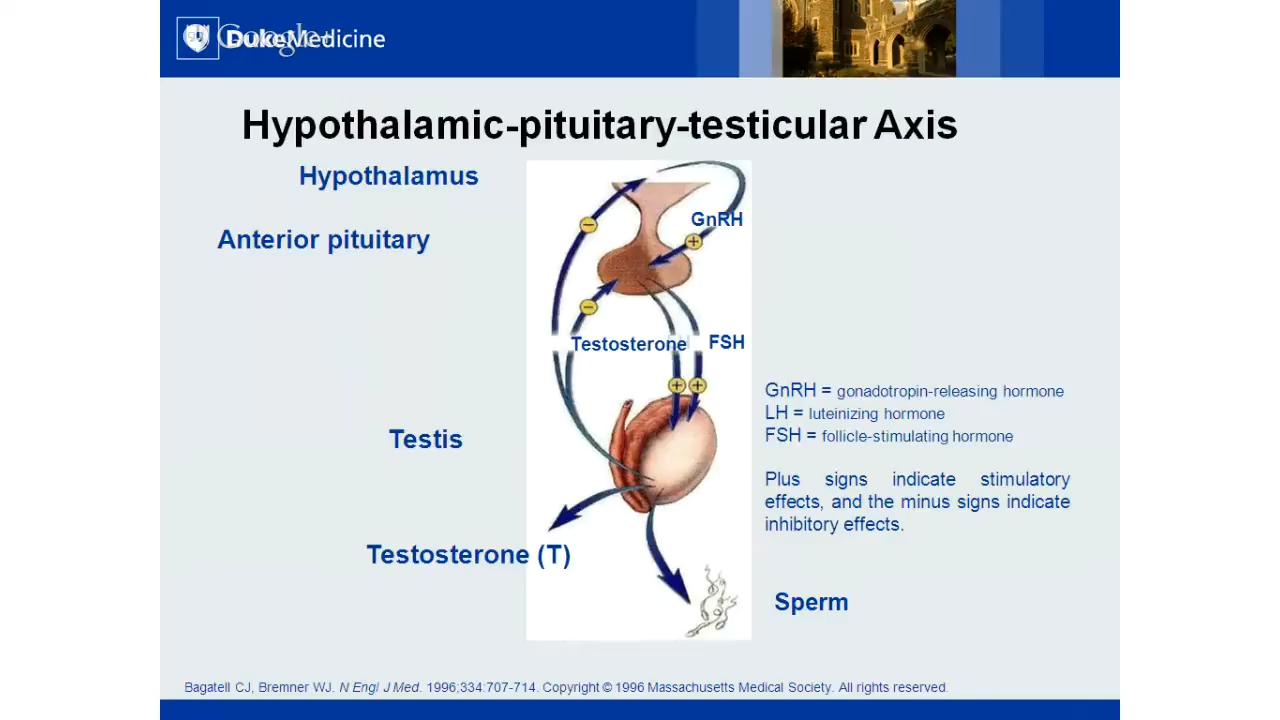 Google+
DukeMedicine
Hypothalamic-pituitary-testicular Axis
Hypothalamus
GnRH
+
−
Anterior pituitary
−
Testosterone
FSH
+ +
GnRH = gonadotropin-releasing hormone
LH = luteinizing hormone
FSH = follicle-stimulating hormone
Testis
Plus signs indicate stimulatory
effects, and the minus signs indicate
inhibitory effects.
Testosterone (T)
Sperm
Bagatell CJ, Bremner WJ. N Engl J Med. 1996;334:707-714. Copyright © 1996 Massachusetts Medical Society. All rights reserved.